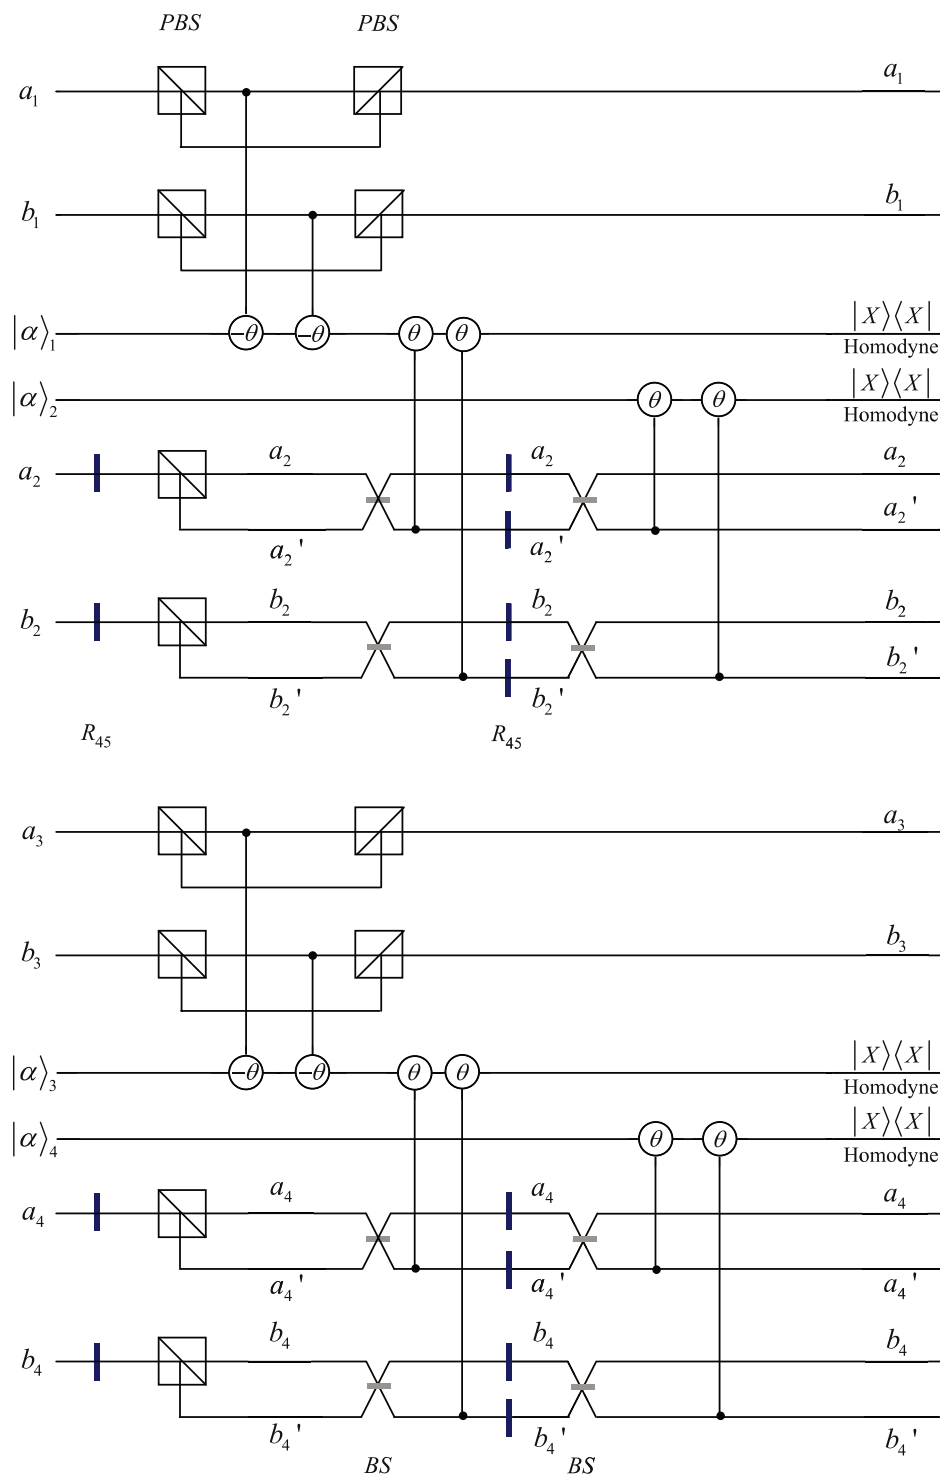 PBS PBS
a₁ a₁
b₁ b₁
|α⟩₁ −θ −θ θ θ |X⟩⟨X|
Homodyne
|α⟩₂ θ θ |X⟩⟨X|
Homodyne
a₂ a₂ a₂ a₂
a₂' a₂' a₂'
b₂ b₂ b₂ b₂
b₂' b₂' b₂'
R₄₅ R₄₅
a₃ a₃
b₃ b₃
|α⟩₃ −θ −θ θ θ |X⟩⟨X|
Homodyne
|α⟩₄ θ θ |X⟩⟨X|
Homodyne
a₄ a₄ a₄ a₄
a₄' a₄' a₄'
b₄ b₄ b₄ b₄
b₄' b₄' b₄'
BS BS